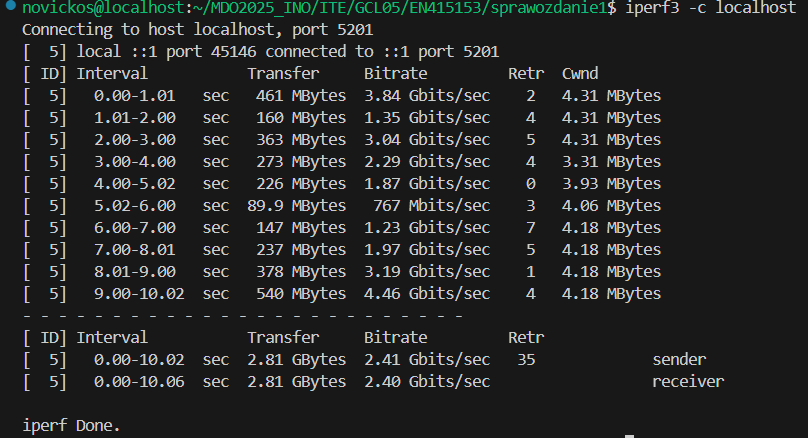 novickos@localhost:~/MDO2025_INO/ITE/GCL05/EN415153/sprawozdanie1$ iperf3 -c localhost
Connecting to host localhost, port 5201
[  5] local ::1 port 45146 connected to ::1 port 5201
[ ID] Interval           Transfer     Bitrate         Retr  Cwnd
[  5]   0.00-1.01   sec   461 MBytes  3.84 Gbits/sec    2   4.31 MBytes
[  5]   1.01-2.00   sec   160 MBytes  1.35 Gbits/sec    4   4.31 MBytes
[  5]   2.00-3.00   sec   363 MBytes  3.04 Gbits/sec    5   4.31 MBytes
[  5]   3.00-4.00   sec   273 MBytes  2.29 Gbits/sec    4   3.31 MBytes
[  5]   4.00-5.02   sec   226 MBytes  1.87 Gbits/sec    0   3.93 MBytes
[  5]   5.02-6.00   sec  89.9 MBytes   767 Mbits/sec    3   4.06 MBytes
[  5]   6.00-7.00   sec   147 MBytes  1.23 Gbits/sec    7   4.18 MBytes
[  5]   7.00-8.01   sec   237 MBytes  1.97 Gbits/sec    5   4.18 MBytes
[  5]   8.01-9.00   sec   378 MBytes  3.19 Gbits/sec    1   4.18 MBytes
[  5]   9.00-10.02  sec   540 MBytes  4.46 Gbits/sec    4   4.18 MBytes
- - - - - - - - - - - - - - - - - - - - - - - - -
[ ID] Interval           Transfer     Bitrate         Retr
[  5]   0.00-10.02  sec  2.81 GBytes  2.41 Gbits/sec   35             sender
[  5]   0.00-10.06  sec  2.81 GBytes  2.40 Gbits/sec                  receiver
iperf Done.